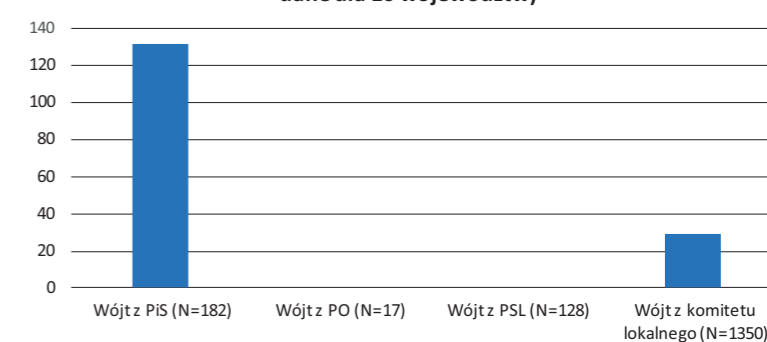 140
120
100
80
60
40
20
0
Wójt z PiS (N=182)
Wójt z PO (N=17)
Wójt z PSL (N=128)
Wójt z komitetu
lokalnego (N=1350)